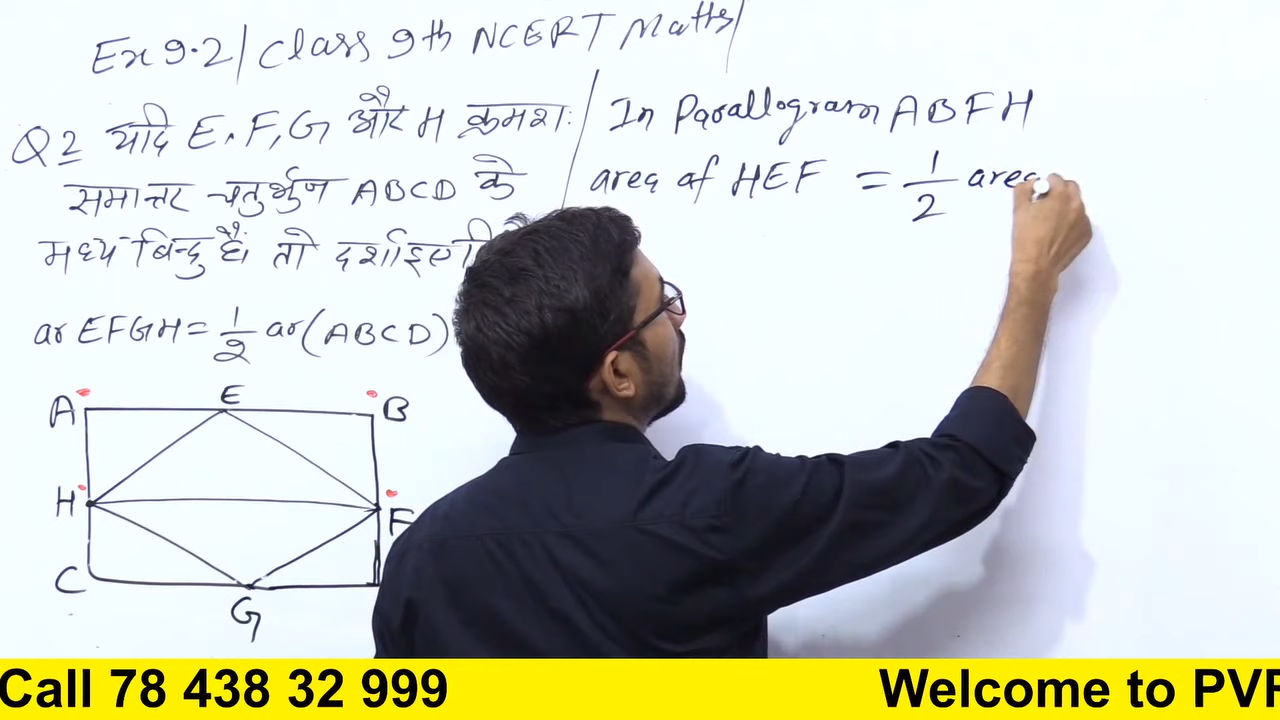 Ex 9.2/ Class 9th NCERT Maths/
Q2 यदि E, F, G और H क्रमशः
समान्तर चतुर्भुज ABCD के
मध्य बिन्दु हैं। तो दर्शाइए
ar EFGH = 1/2 ar(ABCD)
A E B
H F
C
G
In Parallogram ABFH
area of HEF = 1/2 area
Call 78 438 32 999 Welcome to